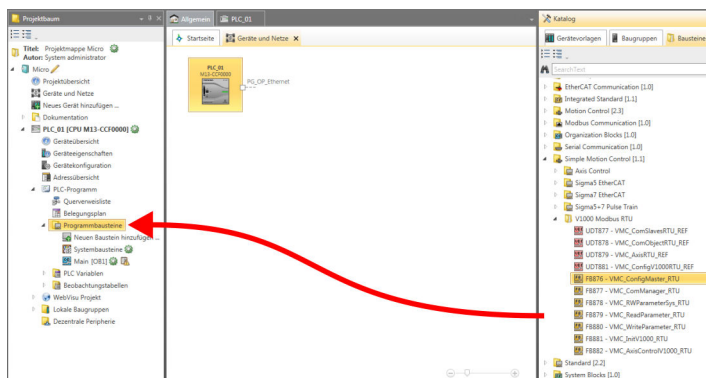 Projektbaum
Titel: Projektmappe Micro
Autor: System administrator
Micro
Projektübersicht
Geräte und Netze
Neues Gerät hinzufügen ...
Dokumentation
PLC_01 [CPU M13-CCF0000]
Geräteübersicht
Geräteeigenschaften
Gerätekonfiguration
Adressübersicht
PLC-Programm
Querverweisliste
Belegungsplan
Programmbausteine
Neuen Baustein hinzufügen ...
Systembausteine
Main [OB1]
PLC Variablen
Beobachtungstabellen
WebVisu Projekt
Lokale Baugruppen
Dezentrale Peripherie
Allgemein
PLC_01
Startseite
Geräte und Netze
PLC_01
M13-CCF0000
PG_OP_Ethernet
Katalog
Gerätevorlagen
Baugruppen
Bausteine
SearchText
EtherCAT Communication [1.0]
Integrated Standard [1.1]
Motion Control [2.3]
Modbus Communication [1.0]
Organization Blocks [1.0]
Serial Communication [1.0]
Simple Motion Control [1.1]
Axis Control
Sigma5 EtherCAT
Sigma7 EtherCAT
Sigma5+7 Pulse Train
V1000 Modbus RTU
UDT877 - VMC_ComSlavesRTU_REF
UDT878 - VMC_ComObjectRTU_REF
UDT879 - VMC_AxisRTU_REF
UDT881 - VMC_ConfigV1000RTU_REF
FB876 - VMC_ConfigMaster_RTU
FB877 - VMC_ComManager_RTU
FB878 - VMC_RWParameterSys_RTU
FB879 - VMC_ReadParameter_RTU
FB880 - VMC_WriteParameter_RTU
FB881 - VMC_InitV1000_RTU
FB882 - VMC_AxisControlV1000_RTU
Standard [2.2]
System Blocks [1.0]